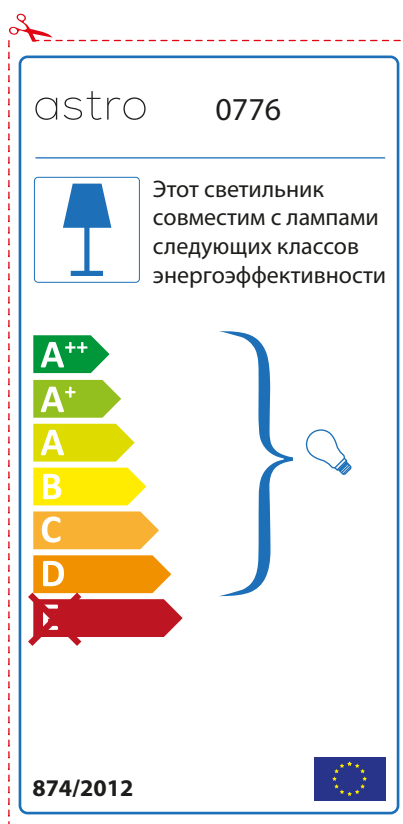 astro 0776
Этот светильник
совместим с лампами
следующих классов
энергоэффективности
A++
A+
A
B
C
D
E
874/2012